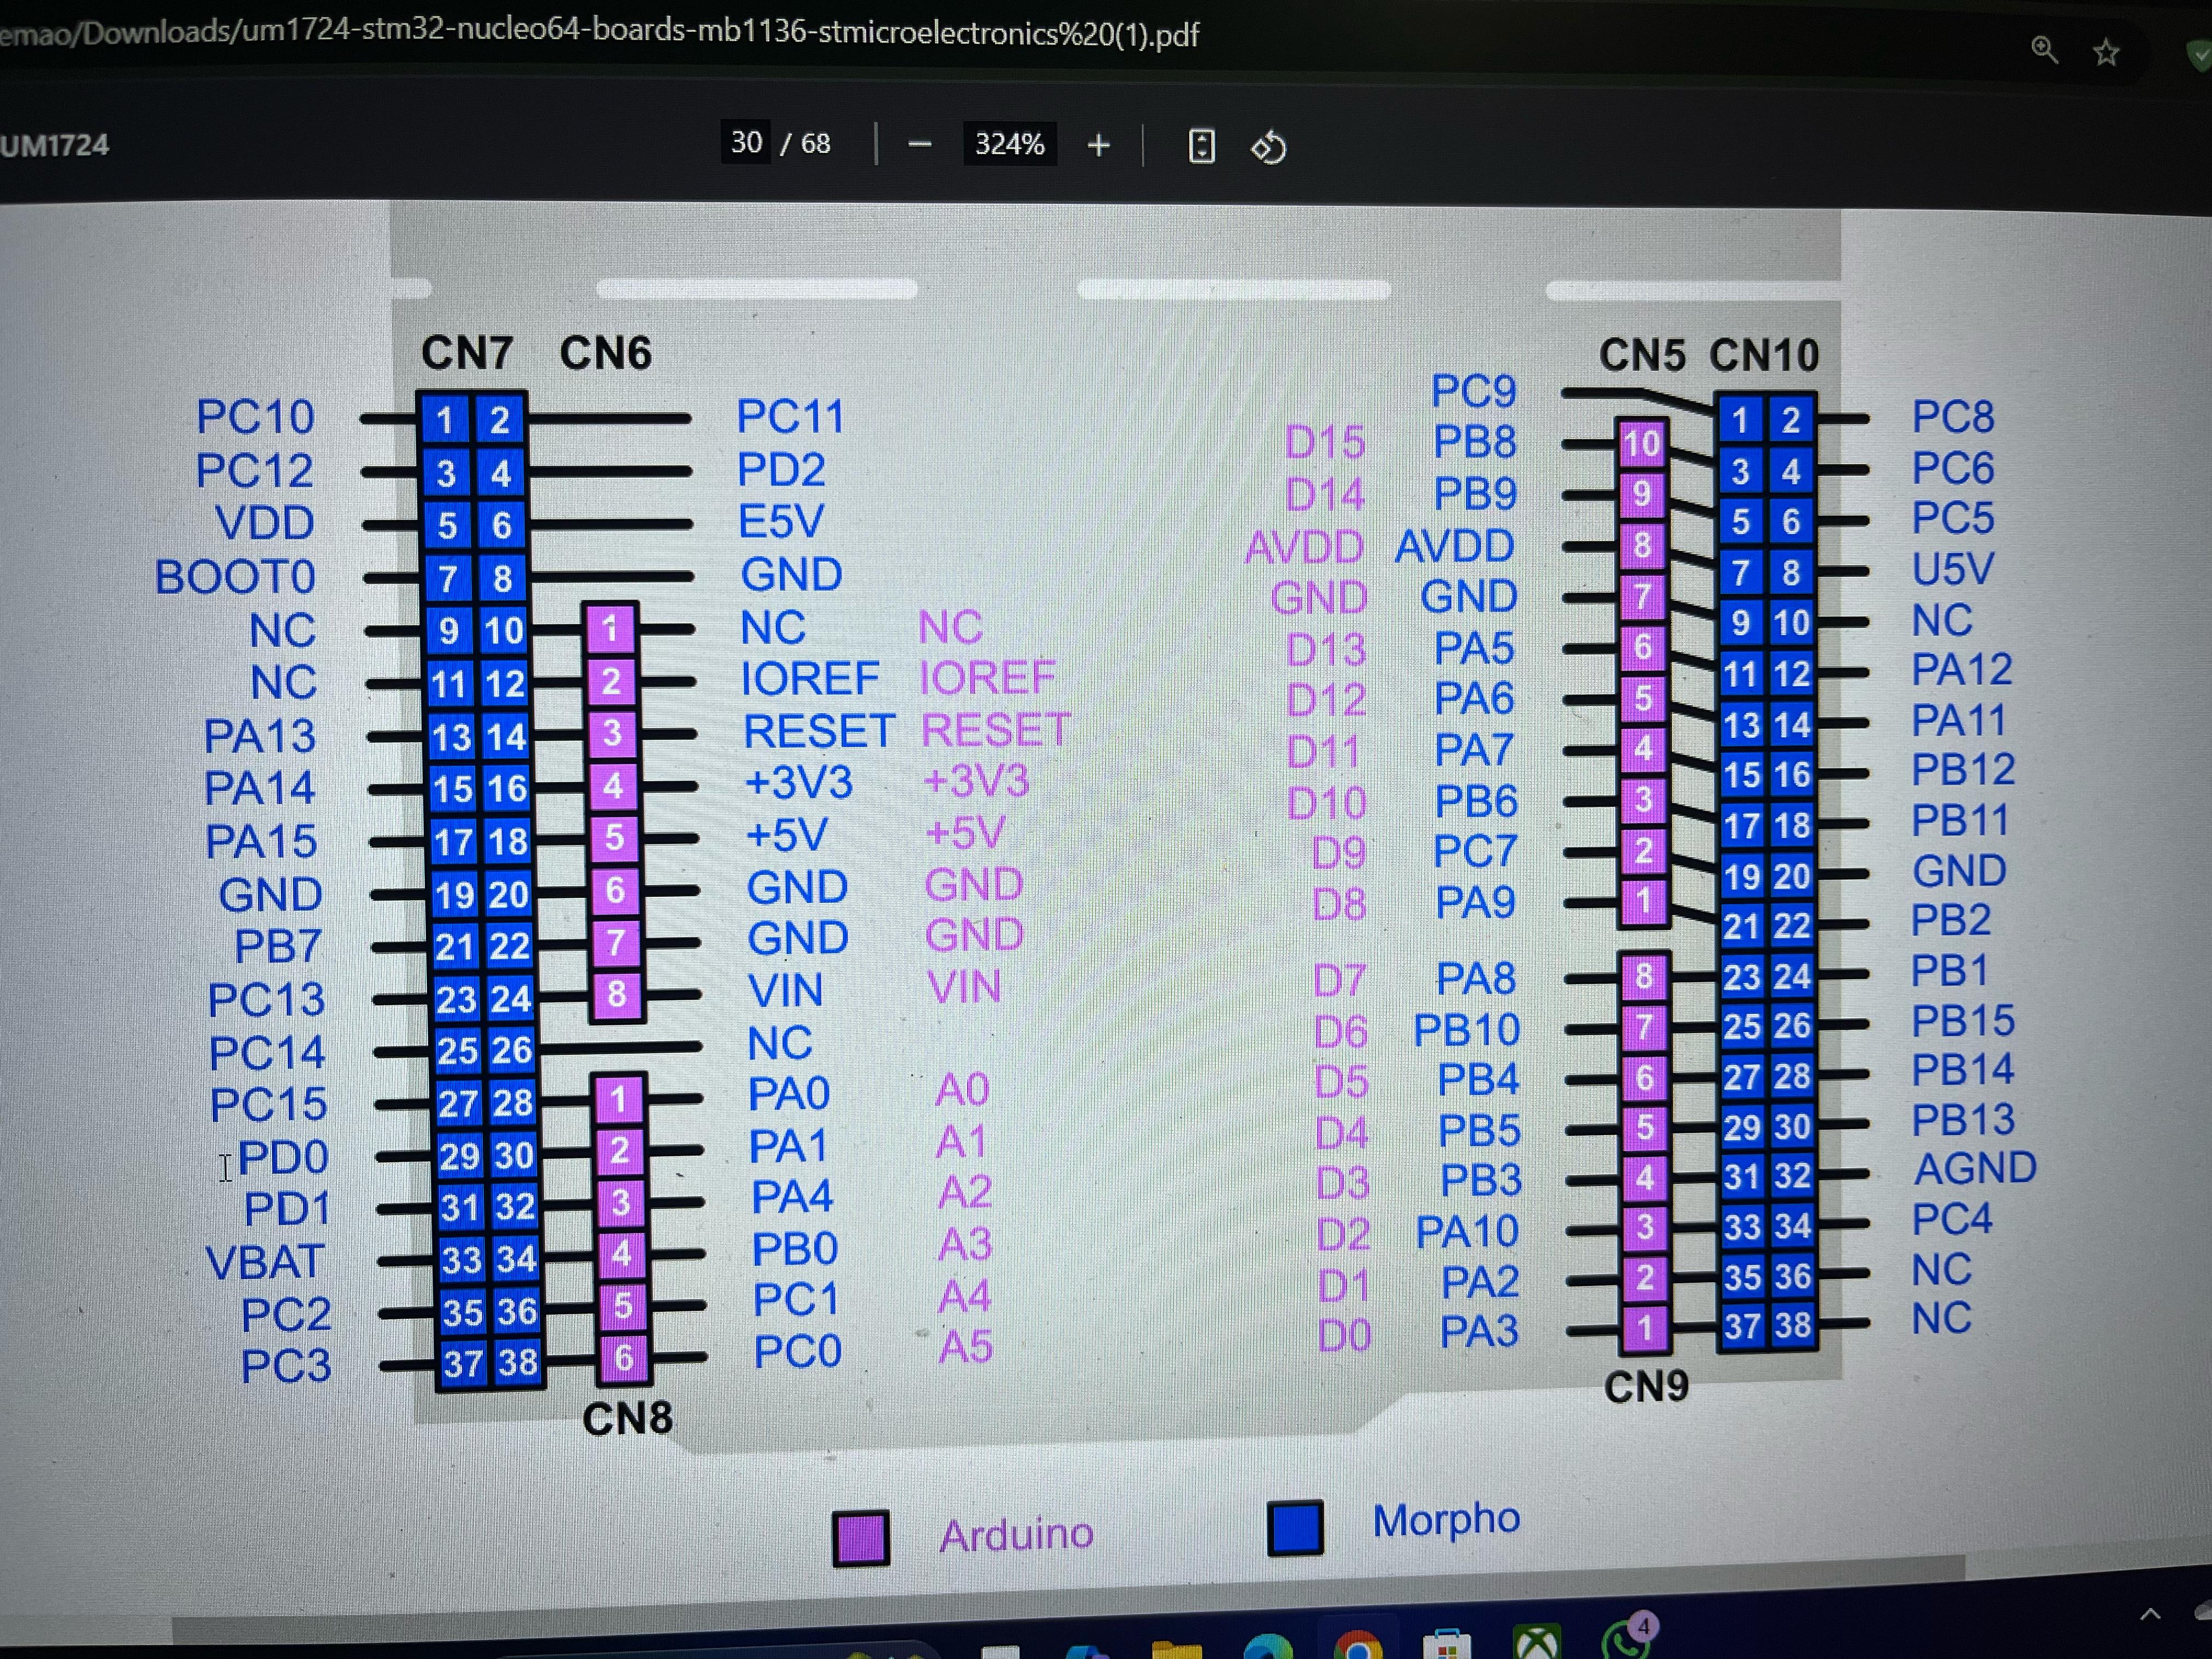 emao/Downloads/um1724-stm32-nucleo64-boards-mb1136-stmicroelectronics%20(1).pdf
UM1724 30 / 68 — 324% +
CN7 CN6 CN5 CN10
PC9
PC10 1 2 PC11 1 2 PC8
D15 PB8 10
PC12 3 4 PD2 3 4 PC6
D14 PB9 9
VDD 5 6 E5V 5 6 PC5
AVDD AVDD 8
BOOT0 7 8 GND 7 8 U5V
GND GND 7
NC 9 10 1 NC NC 9 10 NC
D13 PA5 6
NC 11 12 2 IOREF IOREF 11 12 PA12
D12 PA6 5
PA13 13 14 3 RESET RESET 13 14 PA11
D11 PA7 4
PA14 15 16 4 +3V3 +3V3 15 16 PB12
D10 PB6 3
PA15 17 18 5 +5V +5V 17 18 PB11
D9 PC7 2
GND 19 20 6 GND GND 19 20 GND
D8 PA9 1
PB7 21 22 7 GND GND 21 22 PB2
PC13 23 24 8 VIN VIN D7 PA8 8 23 24 PB1
PC14 25 26 NC D6 PB10 7 25 26 PB15
PC15 27 28 1 PA0 A0 D5 PB4 6 27 28 PB14
PD0 29 30 2 PA1 A1 D4 PB5 5 29 30 PB13
PD1 31 32 3 PA4 A2 D3 PB3 4 31 32 AGND
VBAT 33 34 4 PB0 A3 D2 PA10 3 33 34 PC4
PC2 35 36 5 PC1 A4 D1 PA2 2 35 36 NC
PC3 37 38 6 PC0 A5 D0 PA3 1 37 38 NC
CN8 CN9
Arduino Morpho
4